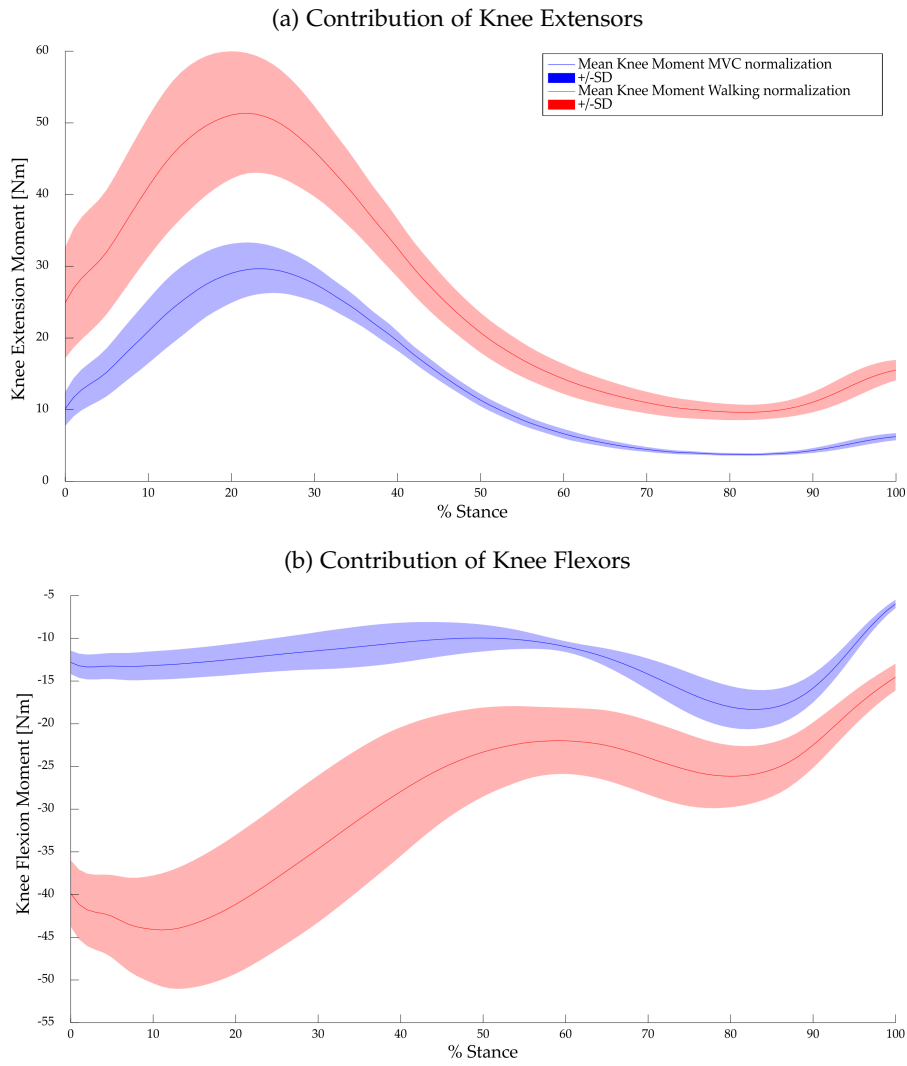 (a) Contribution of Knee Extensors
Mean Knee Moment MVC normalization
+/-SD
Mean Knee Moment Walking normalization
+/-SD
Knee Extension Moment [Nm]
60
50
40
30
20
10
0
0 10 20 30 40 50 60 70 80 90 100
% Stance
(b) Contribution of Knee Flexors
Knee Flexion Moment [Nm]
-5
-10
-15
-20
-25
-30
-35
-40
-45
-50
-55
0 10 20 30 40 50 60 70 80 90 100
% Stance